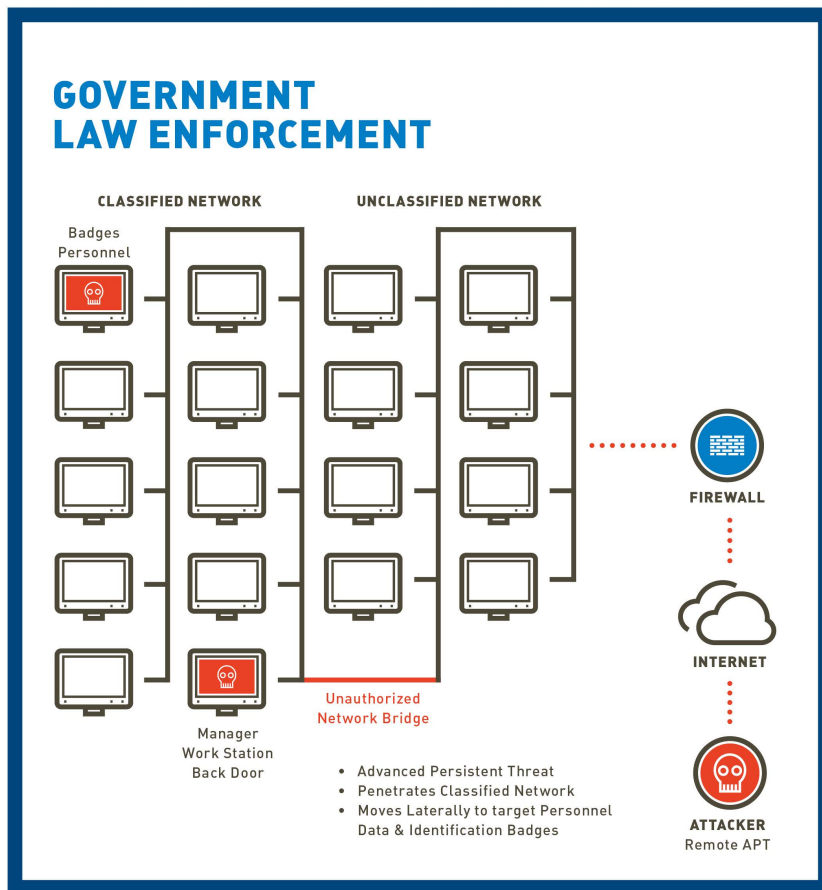 GOVERNMENT
LAW ENFORCEMENT
CLASSIFIED NETWORK
UNCLASSIFIED NETWORK
Badges
Personnel
FIREWALL
INTERNET
Unauthorized
Network Bridge
Manager
Work Station
Back Door
• Advanced Persistent Threat
• Penetrates Classified Network
• Moves Laterally to target Personnel
Data & Identification Badges
ATTACKER
Remote APT